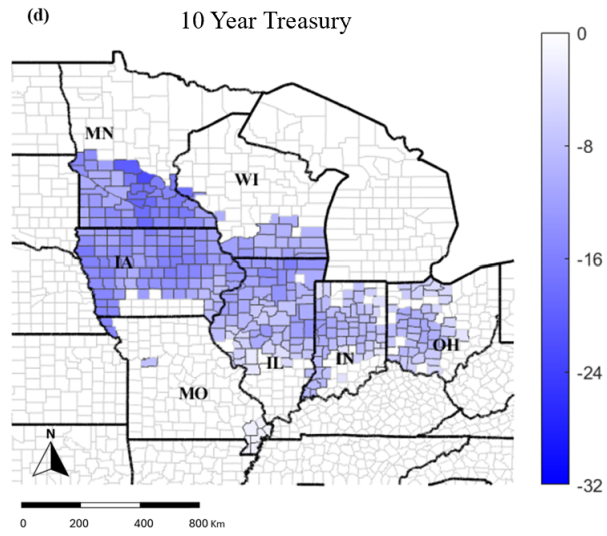 (d)
10 Year Treasury
MN
WI
IA
IL
IN
OH
MO
N
0
200
400
800 Km
0
-8
-16
-24
-32